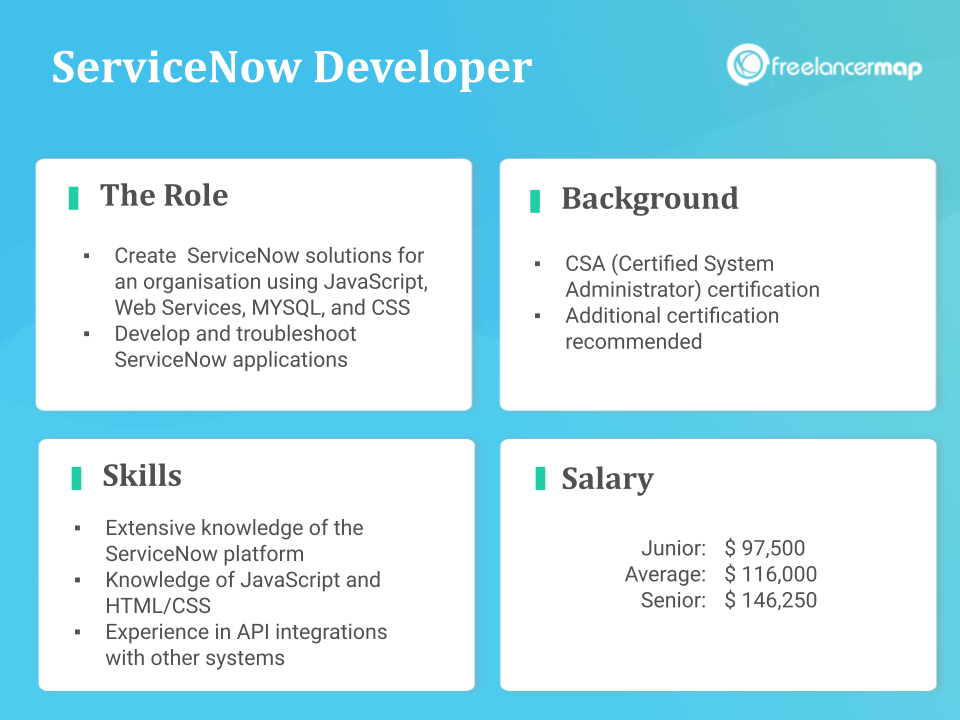 ServiceNow Developer
freelancermap
The Role
▪ Create  ServiceNow solutions for
an organisation using JavaScript,
Web Services, MYSQL, and CSS
▪ Develop and troubleshoot
ServiceNow applications
Background
▪ CSA (Certified System
Administrator) certification
▪ Additional certification
recommended
Skills
▪ Extensive knowledge of the
ServiceNow platform
▪ Knowledge of JavaScript and
HTML/CSS
▪ Experience in API integrations
with other systems
Salary
Junior: $ 97,500
Average: $ 116,000
Senior: $ 146,250